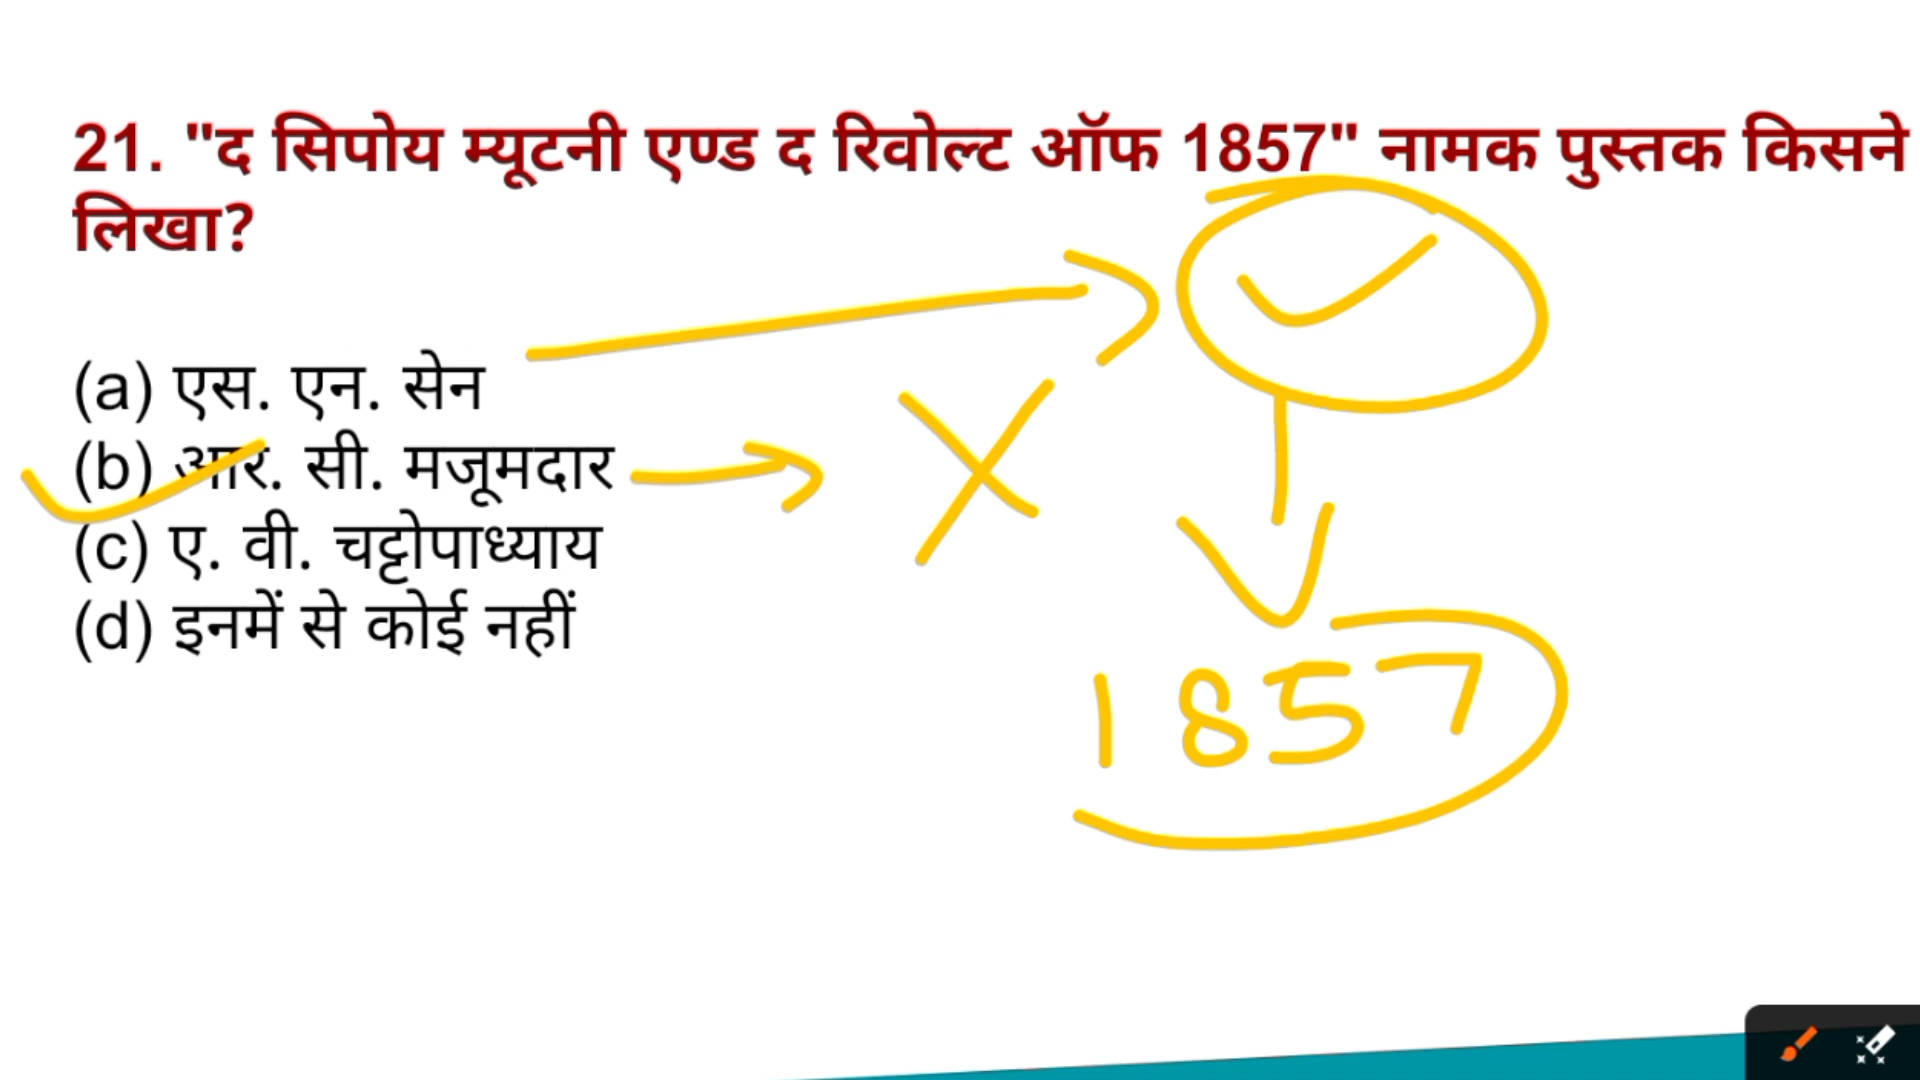 21. "द सिपोय म्यूटनी एण्ड द रिवोल्ट ऑफ 1857" नामक पुस्तक किसने
लिखा?
(a) एस. एन. सेन
(b) आर. सी. मजूमदार
(c) ए. वी. चट्टोपाध्याय
(d) इनमें से कोई नहीं
1857